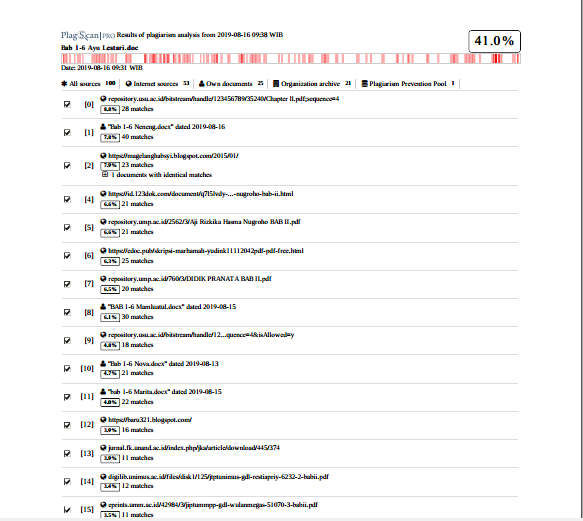 PlagScan | PRO Results of plagiarism analysis from 2019-08-16 09:38 WIB
41.0%
Bab 1-6 Ayu Lestari.doc
Date: 2019-08-16 09:31 WIB
All sources 100 Internet sources 53 Own documents 25 Organization archive 21 Plagiarism Prevention Pool 1
[0] repository.usu.ac.id/bitstream/handle/123456789/35240/Chapter II.pdf;sequence=4
8.8% 28 matches
[1] "Bab 1-6 Neneng.doc" dated 2019-08-16
7.8% 40 matches
[2] https://magelanghabsyi.blogspot.com/2015/01/
7.9% 23 matches
1 documents with identical matches
[4] https://id.123dok.com/document/q7l5lvdy-...-nugroho-bab-ii.html
6.6% 21 matches
[5] repository.ump.ac.id/2562/3/Aji Rizkika Hasma Nugroho BAB II.pdf
6.6% 21 matches
[6] https://edoc.pub/skripsi-marhamah-yudink11112042pdf-pdf-free.html
6.3% 25 matches
[7] repository.ump.ac.id/760/3/DIDIK PRANATA BAB II.pdf
6.5% 20 matches
[8] "BAB 1-6 Mamluatul.docx" dated 2019-08-15
6.1% 30 matches
[9] repository.usu.ac.id/bitstream/handle/12...quence=4&isAllowed=y
4.8% 18 matches
[10] "Bab 1-6 Nova.docx" dated 2019-08-13
4.7% 21 matches
[11] "bab 1-6 Marita.docx" dated 2019-08-15
4.0% 22 matches
[12] https://baru321.blogspot.com/
3.9% 16 matches
[13] jurnal.fk.unand.ac.id/index.php/jka/article/download/445/374
3.9% 11 matches
[14] digilib.unimus.ac.id/files/disk1/125/jtptunimus-gdl-restiapriy-6232-2-babii.pdf
3.4% 12 matches
[15] eprints.umm.ac.id/42984/3/jiptummpp-gdl-wulanmegas-51070-3-babii.pdf
3.5% 11 matches